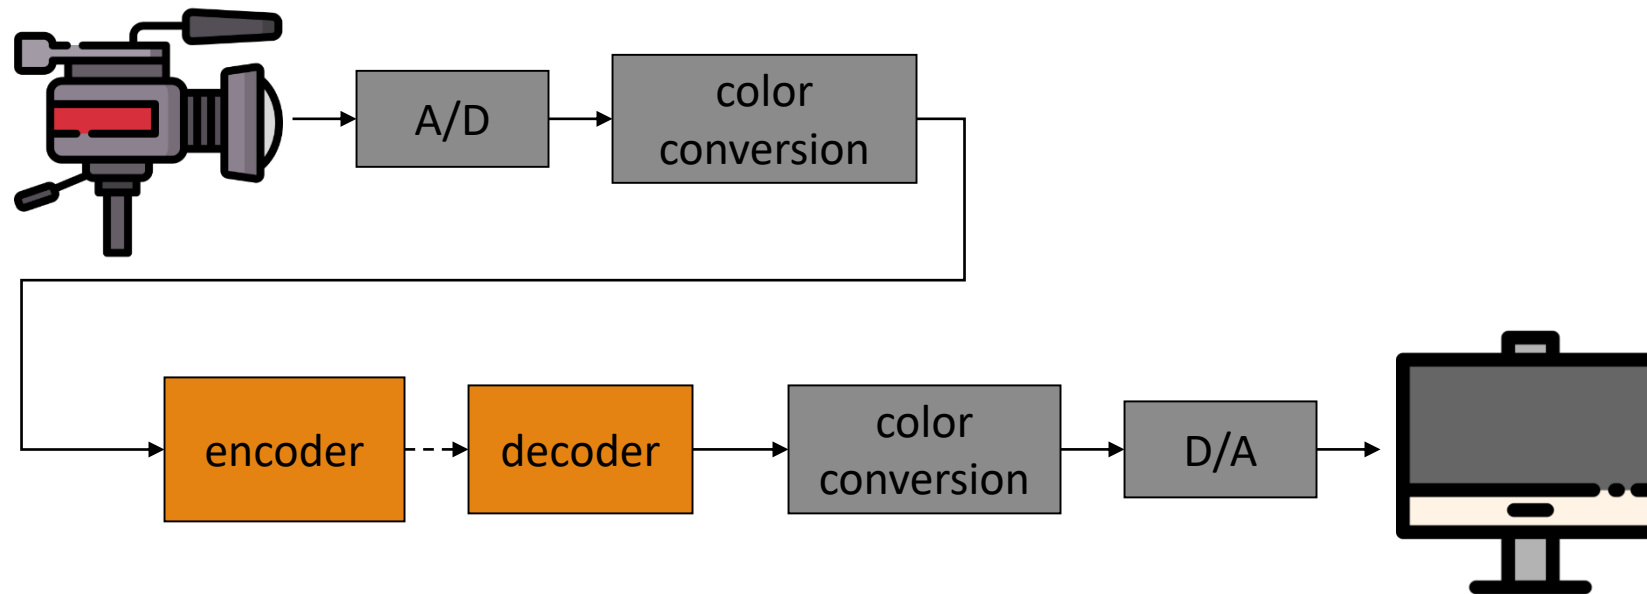 A/D
color
conversion
encoder
decoder
color
conversion
D/A